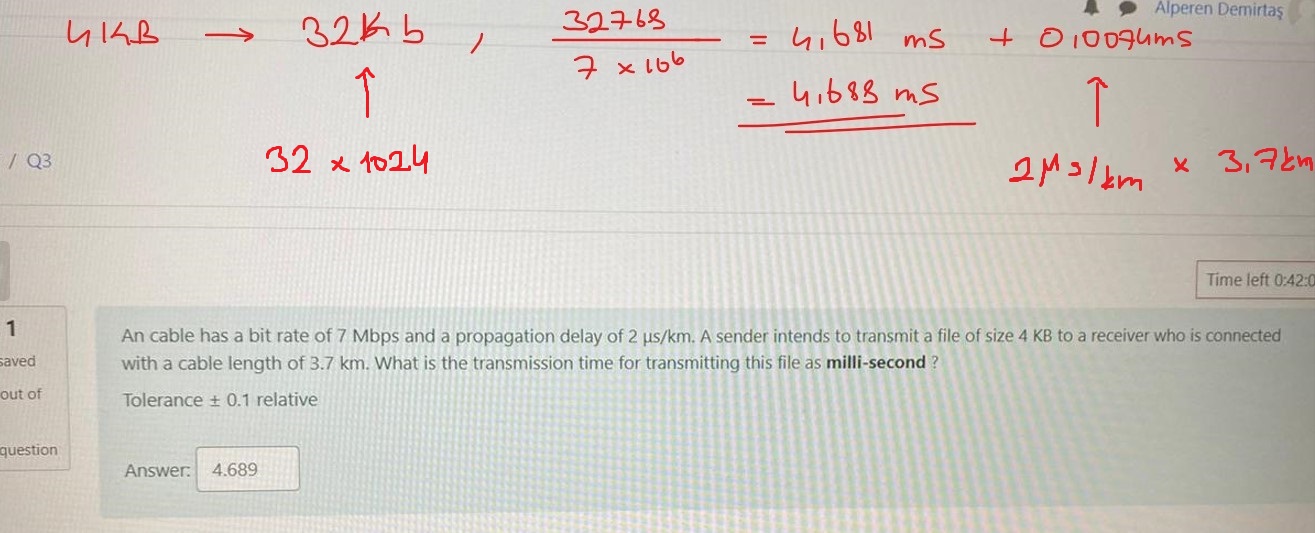 Alperen Demirtaş
4KB → 32Kb , 32768 / 7 x 10⁶ = 4,681 ms + 0,0074ms
= 4,688 ms
↑ ↑
32 x 1024
2μs/km x 3,7km
/ Q3
Time left 0:42:0
1
saved
out of
question
An cable has a bit rate of 7 Mbps and a propagation delay of 2 μs/km. A sender intends to transmit a file of size 4 KB to a receiver who is connected
with a cable length of 3.7 km. What is the transmission time for transmitting this file as milli-second ?
Tolerance ± 0.1 relative
Answer: 4.689